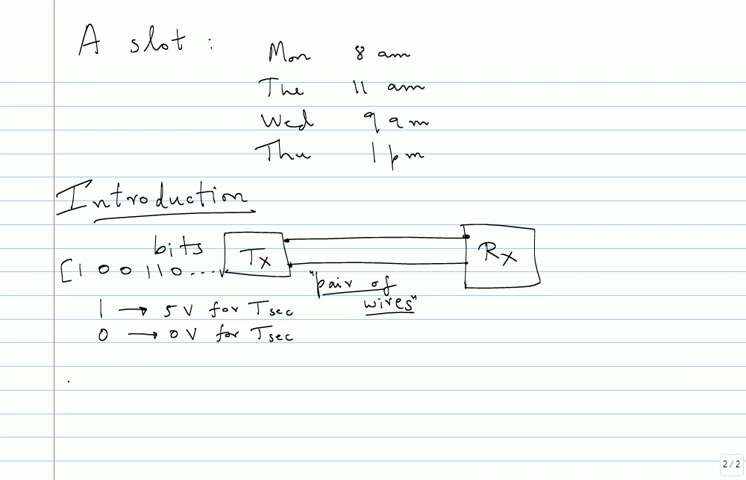 A slot :
Mon 8 am
The 11 am
Wed 9 am
Thu 1 pm
Introduction
bits
[1 0 0 1 1 0 ....
Tx
Rx
"pair of
wires"
1 → 5 V for T sec
0 → 0 V for T sec
2/2